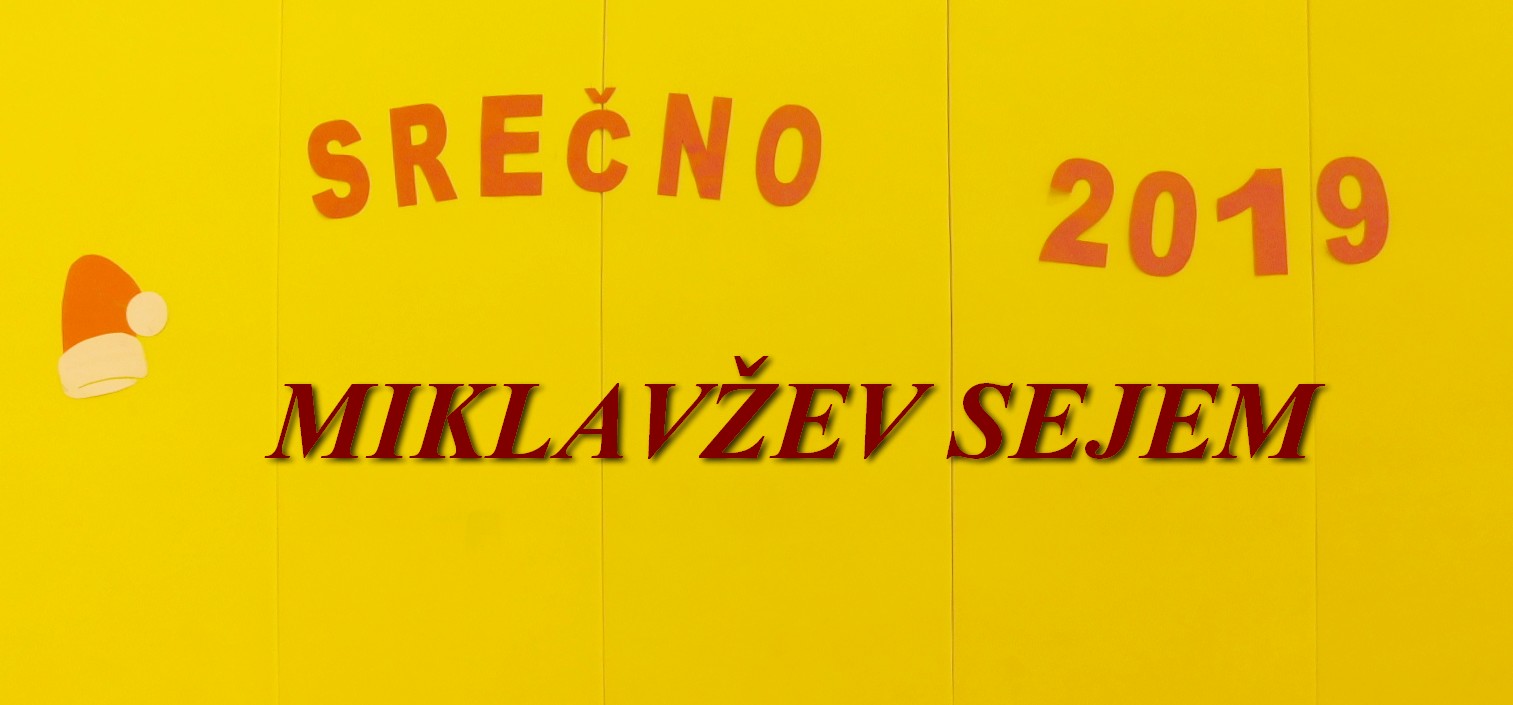 SREČNO 2019
MIKLAVŽEV SEJEM